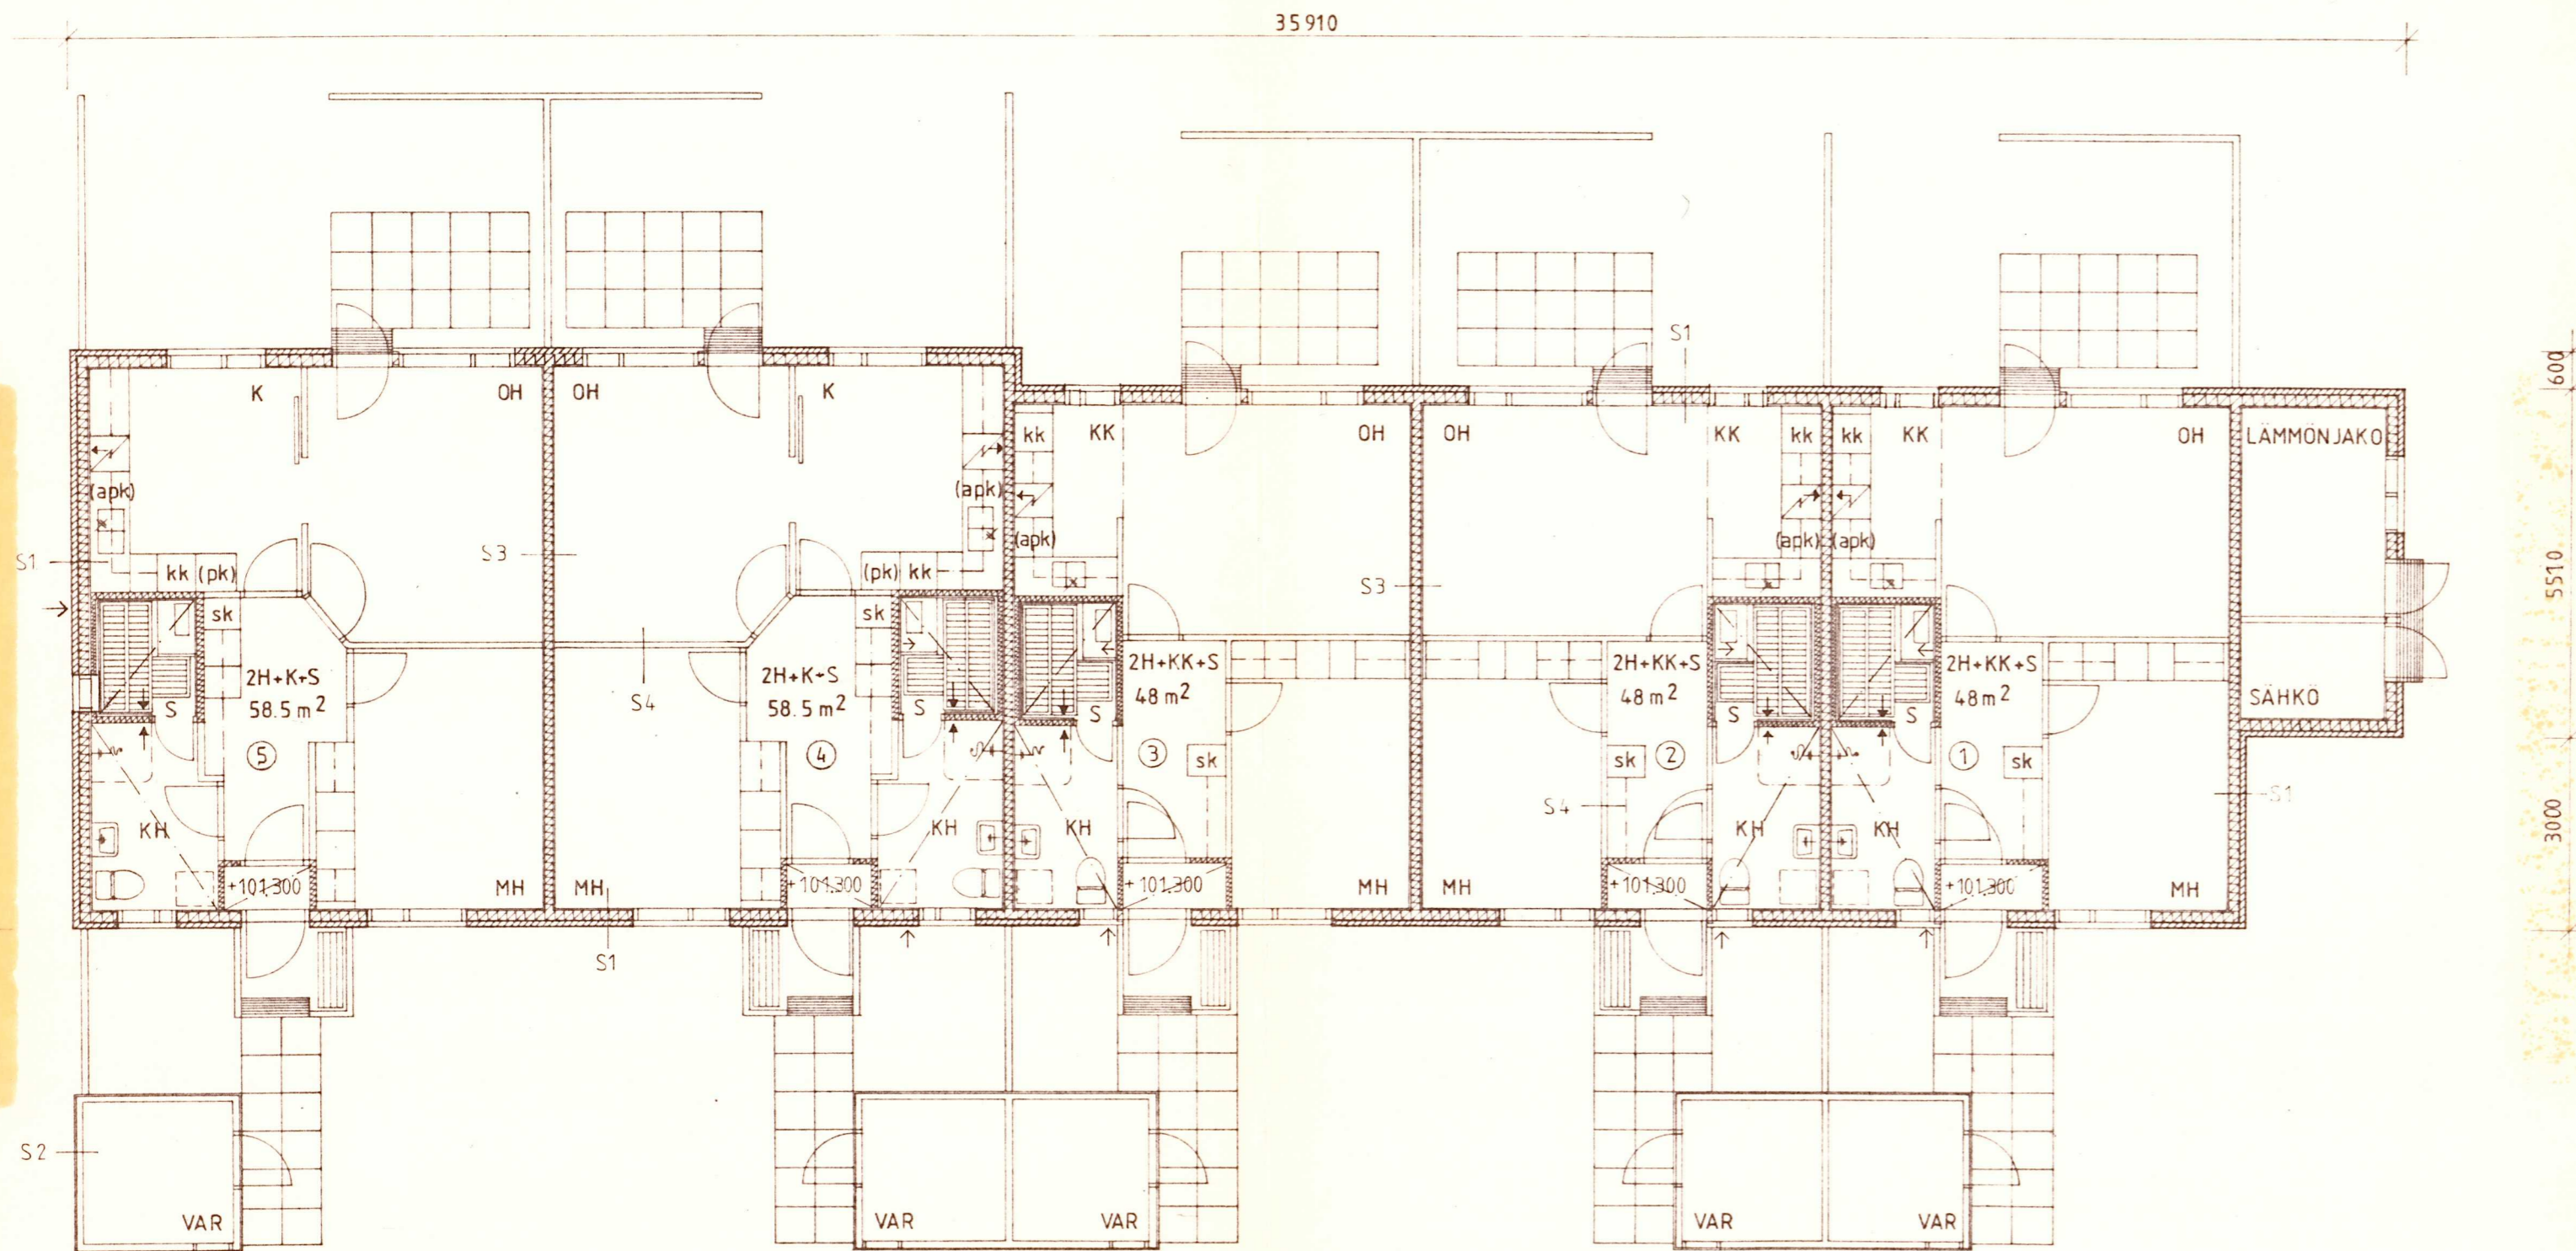 35910
S1
600
K OH OH K
kk KK OH OH KK kk kk KK OH LÄMMÖNJAKO
(apk) (apk)
(apk) (apk) (apk)
S1 S3 S3
kk (pk) (pk) kk
5510
sk sk
2H+K+S 2H+K+S 2H+KK+S 2H+KK+S 2H+KK+S
58.5 m² 58.5 m² 48 m² 48 m² 48 m²
S S4 S S S S SÄHKÖ
5 4 3 2 1
sk sk sk
S4 S1
3000
KH KH KH KH KH
+101.300 MH MH +101.300 +101.300 MH MH +101.300 +101.300 MH
S1
S2
VAR VAR VAR VAR VAR